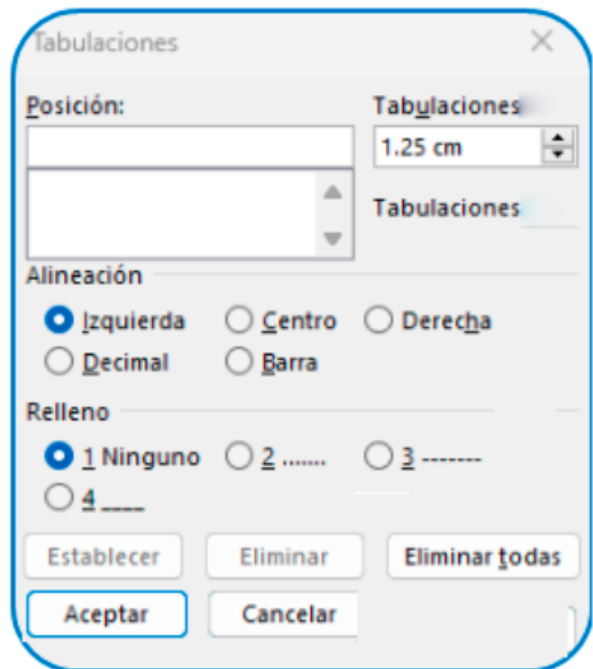 Tabulaciones
Posición:
Tabulaciones
1.25 cm
Tabulaciones
Alineación
Izquierda Centro Derecha
Decimal Barra
Relleno
1 Ninguno 2 ....... 3 -------
4 ____
Establecer Eliminar Eliminar todas
Aceptar Cancelar